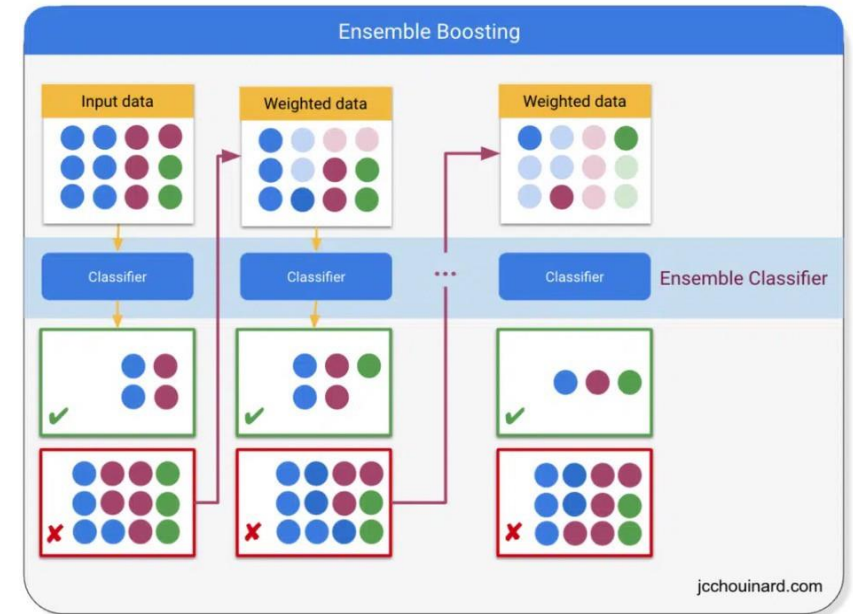 Ensemble Boosting
Input data
Weighted data
Weighted data
Classifier
Classifier
...
Classifier
Ensemble Classifier
jcchouinard.com